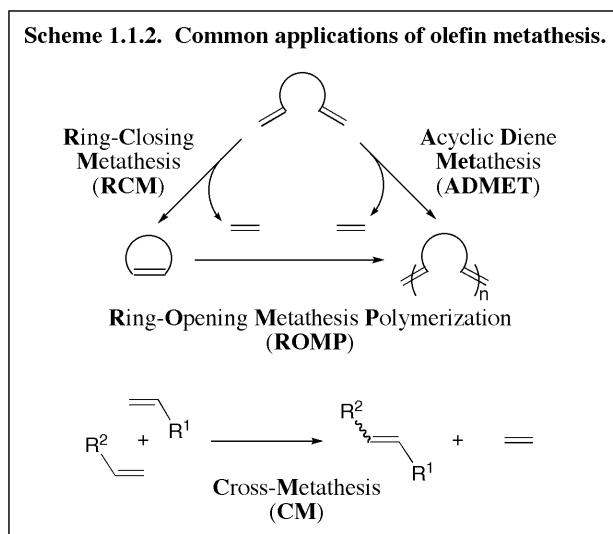 Scheme 1.1.2. Common applications of olefin metathesis.
Ring-Closing
Metathesis
(RCM)
Acyclic Diene
Metathesis
(ADMET)
n
Ring-Opening Metathesis Polymerization
(ROMP)
R² + R¹
R² R¹ +
Cross-Metathesis
(CM)